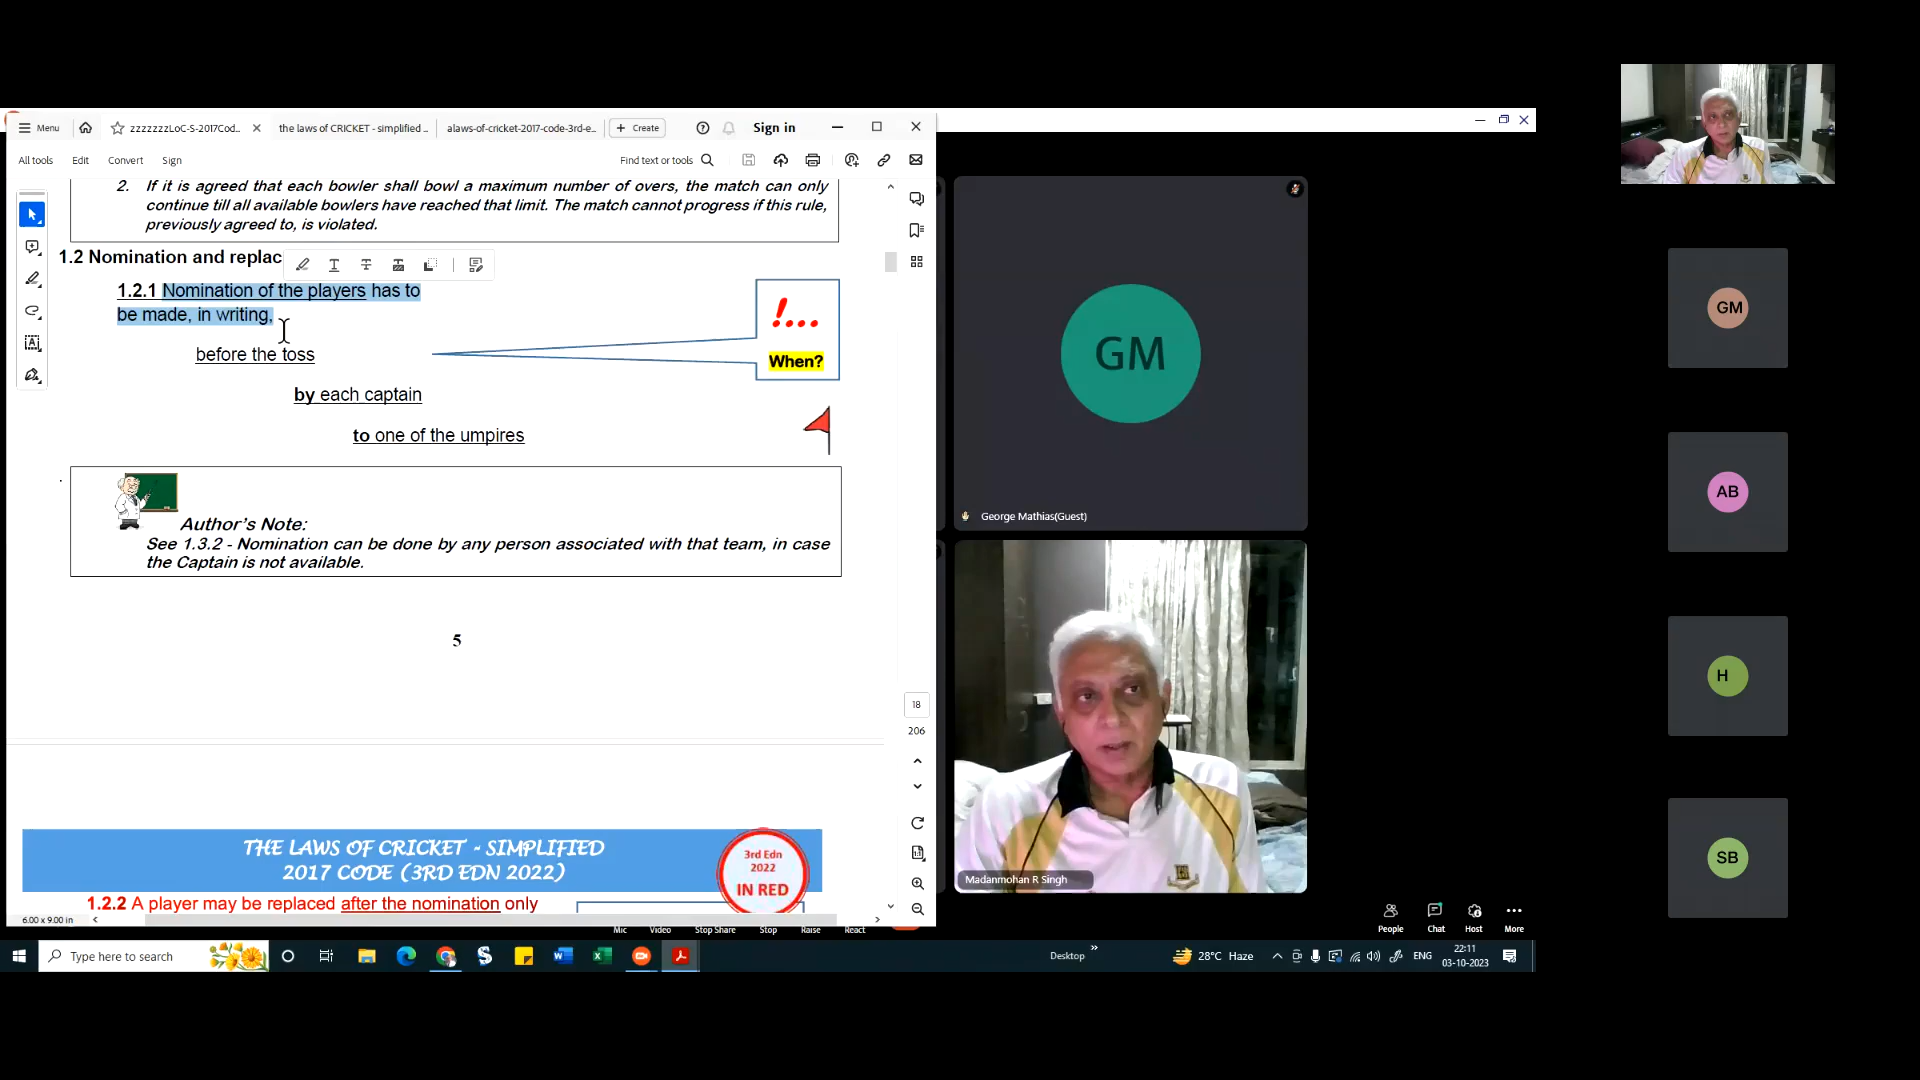 Menu
zzzzzzzLoC-S-2017Cod...
the laws of CRICKET - simplified ...
alaws-of-cricket-2017-code-3rd-e...
Create
Sign in
All tools
Edit
Convert
Sign
Find text or tools
2. If it is agreed that each bowler shall bowl a maximum number of overs, the match can only
continue till all available bowlers have reached that limit. The match cannot progress if this rule,
previously agreed to, is violated.
1.2 Nomination and replac
1.2.1 Nomination of the players has to
be made, in writing,
before the toss
by each captain
to one of the umpires
!...
When?
Author's Note:
See 1.3.2 - Nomination can be done by any person associated with that team, in case
the Captain is not available.
5
18
206
THE LAWS OF CRICKET - SIMPLIFIED
2017 CODE (3RD EDN 2022)
3rd Edn
2022
IN RED
1.2.2 A player may be replaced after the nomination only
6.00 x 9.00 in
GM
George Mathias(Guest)
Madanmohan R Singh
GM
AB
H
SB
Mic
Video
Stop Share
Stop
Raise
React
People
Chat
Host
More
Type here to search
Desktop
28°C Haze
ENG
22:11
03-10-2023